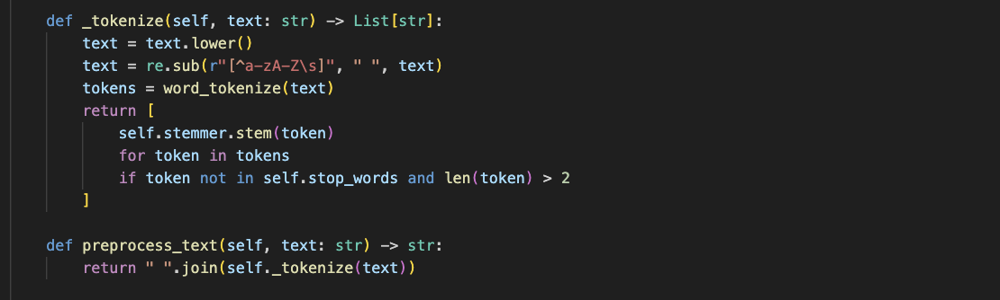 def _tokenize(self, text: str) -> List[str]:
    text = text.lower()
    text = re.sub(r"[^a-zA-Z\s]", " ", text)
    tokens = word_tokenize(text)
    return [
        self.stemmer.stem(token)
        for token in tokens
        if token not in self.stop_words and len(token) > 2
    ]

def preprocess_text(self, text: str) -> str:
    return " ".join(self._tokenize(text))